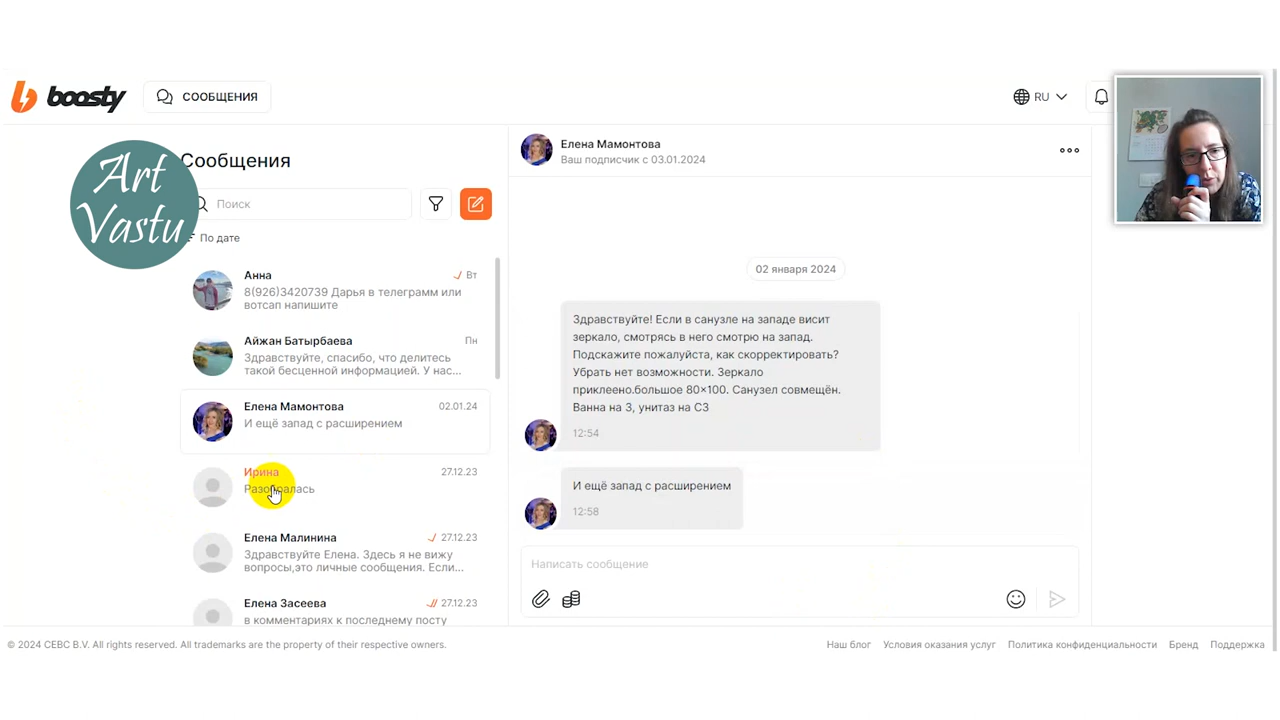 boosty
СООБЩЕНИЯ
RU
Art
Vastu
Сообщения
Поиск
По дате
Анна
Вт
8(926)3420739 Дарья в телеграмм или
вотсап напишите
Айжан Батырбаева
Пн
Здравствуйте, спасибо, что делитесь
такой бесценной информацией. У нас...
Елена Мамонтова
02.01.24
И ещё запад с расширением
Ирина
27.12.23
Разобралась
Елена Малинина
27.12.23
Здравствуйте Елена. Здесь я не вижу
вопросы,это личные сообщения. Если...
Елена Засеева
27.12.23
в комментариях к последнему посту
Елена Мамонтова
Ваш подписчик с 03.01.2024
02 января 2024
Здравствуйте! Если в санузле на западе висит
зеркало, смотрясь в него смотрю на запад.
Подскажите пожалуйста, как скорректировать?
Убрать нет возможности. Зеркало
приклеено.большое 80×100. Санузел совмещён.
Ванна на З, унитаз на СЗ
12:54
И ещё запад с расширением
12:58
Написать сообщение
© 2024 CEBC B.V. All rights reserved. All trademarks are the property of their respective owners.
Наш блог
Условия оказания услуг
Политика конфиденциальности
Бренд
Поддержка